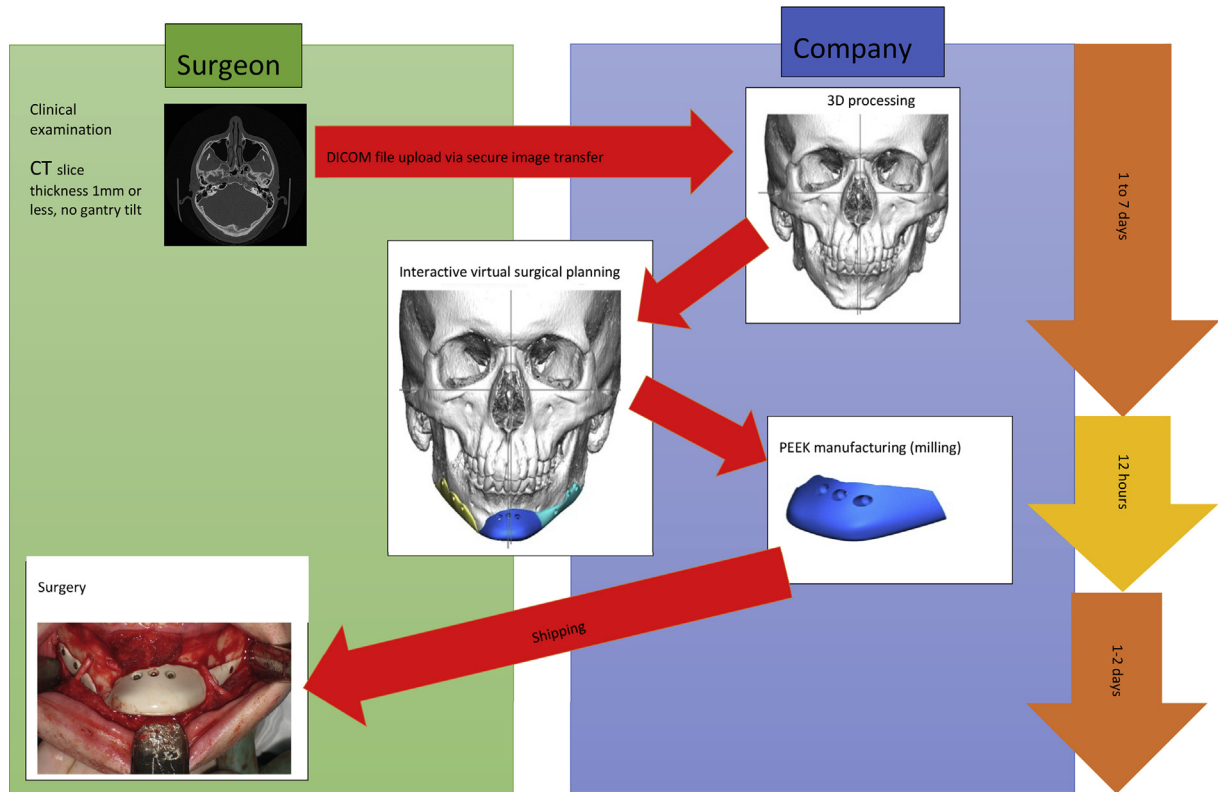 Surgeon
Company
Clinical
examination
CT slice
thickness 1mm or
less, no gantry tilt
DICOM file upload via secure image transfer
3D processing
1 to 7 days
Interactive virtual surgical planning
PEEK manufacturing (milling)
12 hours
Surgery
Shipping
1-2 days